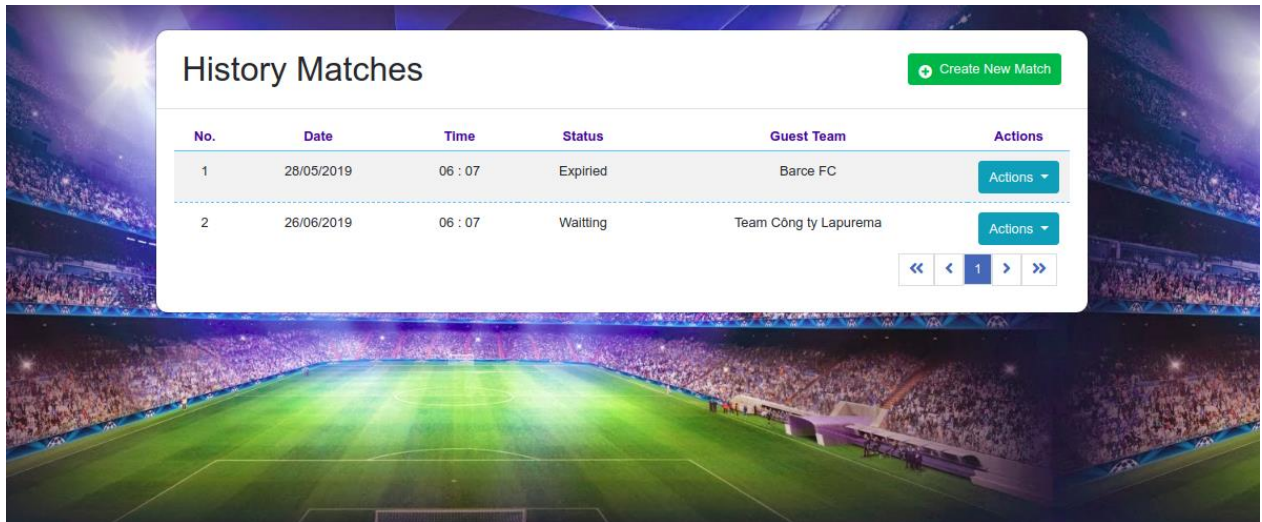 History Matches
Create New Match
No. Date Time Status Guest Team Actions
1 28/05/2019 06 : 07 Expiried Barce FC Actions
2 26/06/2019 06 : 07 Waitting Team Công ty Lapurema Actions
« ‹ 1 › »